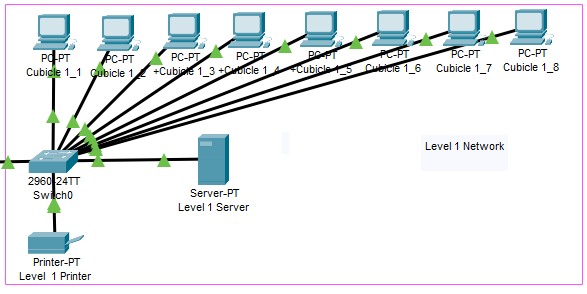 PC-PT
Cubicle 1_1
PC-PT
Cubicle 1_2
PC-PT
+Cubicle 1_3
PC-PT
+Cubicle 1_4
PC-PT
+Cubicle 1_5
PC-PT
Cubicle 1_6
PC-PT
Cubicle 1_7
PC-PT
Cubicle 1_8
2960-24TT
Switch0
Server-PT
Level 1 Server
Level 1 Network
Printer-PT
Level 1 Printer